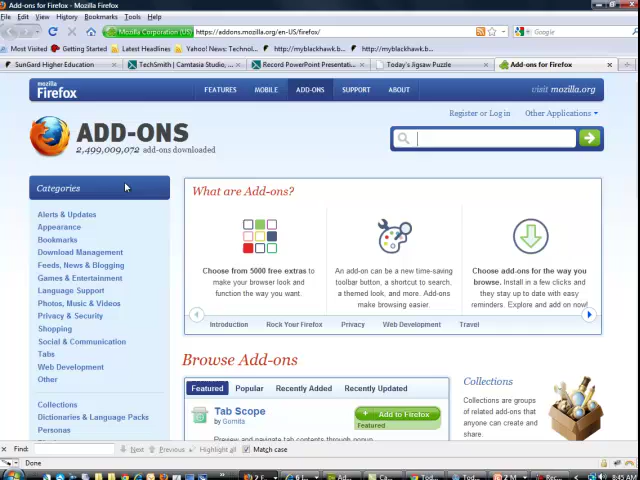 Add-ons for Firefox - Mozilla Firefox
File Edit View History Bookmarks Tools Help
Mozilla Corporation (US) https://addons.mozilla.org/en-US/firefox/ Google
Most Visited Getting Started Latest Headlines Yahoo! News: Technol... http://myblackhawk.b... http://myblackhawk.b...
SunGard Higher Education TechSmith | Camtasia Studio, ... Record PowerPoint Presentati... Today's Jigsaw Puzzle Add-ons for Firefox
mozilla
Firefox FEATURES MOBILE ADD-ONS SUPPORT ABOUT visit mozilla.org
Register or Log in Other Applications
ADD-ONS
2,499,009,072 add-ons downloaded
Categories
Alerts & Updates
Appearance
Bookmarks
Download Management
Feeds, News & Blogging
Games & Entertainment
Language Support
Photos, Music & Videos
Privacy & Security
Shopping
Social & Communication
Tabs
Web Development
Other
Collections
Dictionaries & Language Packs
Personas
What are Add-ons?
Choose from 5000 free extras to
make your browser look and
function the way you want.
An add-on can be a new time-saving
toolbar button, a shortcut to search,
a themed look, and more. Add-ons
make browsing easier.
Choose add-ons for the way you
browse. Install in a few clicks and
they stay up to date with easy
reminders. Explore and add on now!
Introduction Rock Your Firefox Privacy Web Development Travel
Browse Add-ons
Featured Popular Recently Added Recently Updated
Tab Scope
by Gomita
Add to Firefox
Featured
Preview and navigate tab contents through popup
Collections
Collections are groups
of related add-ons that
anyone can create and
share.
Find: Next Previous Highlight all Match case
Done
8:45 AM